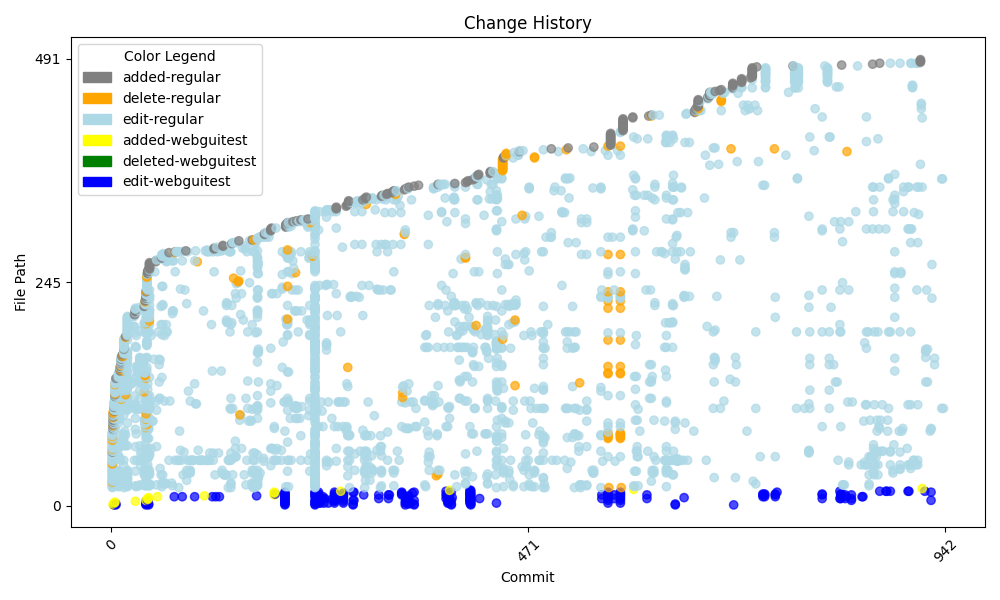 Change History
491
245
0
File Path
Color Legend
added-regular
delete-regular
edit-regular
added-webguitest
deleted-webguitest
edit-webguitest
0
471
942
Commit